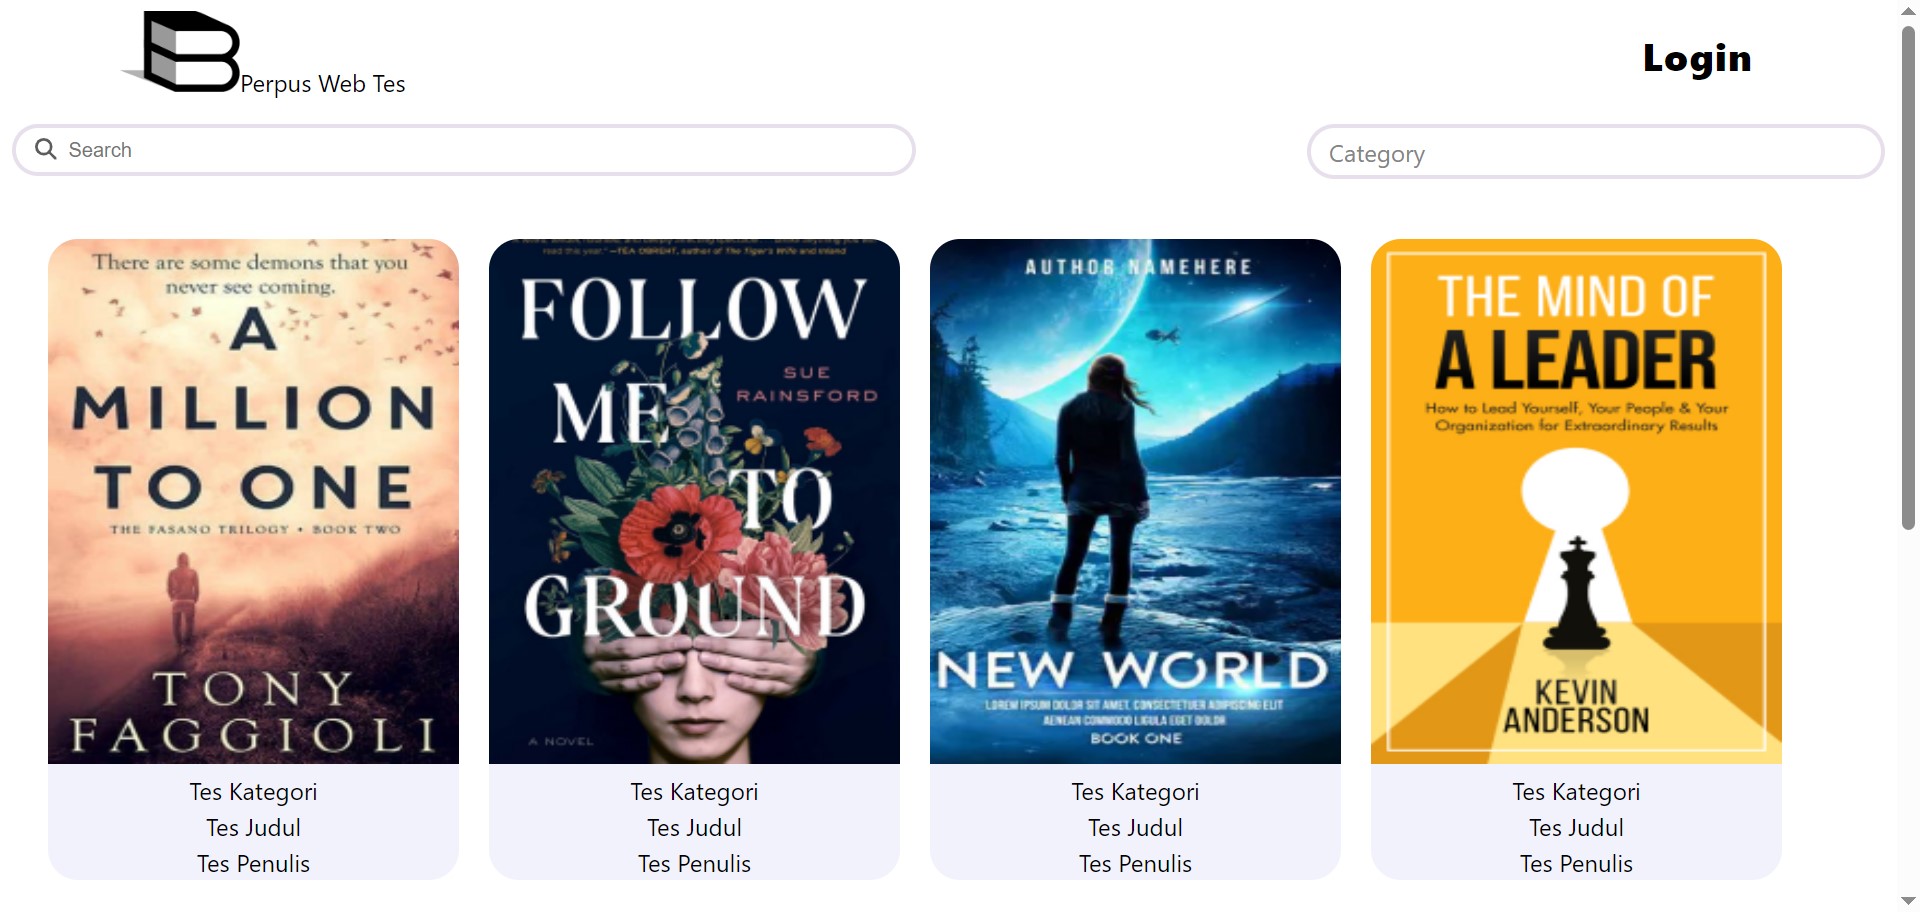 Perpus Web Tes
Login
Search
Category
There are some demons that you
never see coming.
A
MILLION
TO ONE
THE FASANO TRILOGY • BOOK TWO
TONY
FAGGIOLI
Tes Kategori
Tes Judul
Tes Penulis
read this year." —TEA OBREHT, author of The Tiger's Wife and Inland
FOLLOW
ME
SUE
RAINSFORD
TO
GROUND
A NOVEL
Tes Kategori
Tes Judul
Tes Penulis
AUTHOR NAMEHERE
NEW WORLD
LOREM IPSUM DOLOR SIT AMET, CONSECTETUER ADIPISCING ELIT
AENEAN COMMODO LIGULA EGET DOLOR
BOOK ONE
Tes Kategori
Tes Judul
Tes Penulis
THE MIND OF
A LEADER
How to Lead Yourself, Your People & Your
Organization for Extraordinary Results
KEVIN
ANDERSON
Tes Kategori
Tes Judul
Tes Penulis